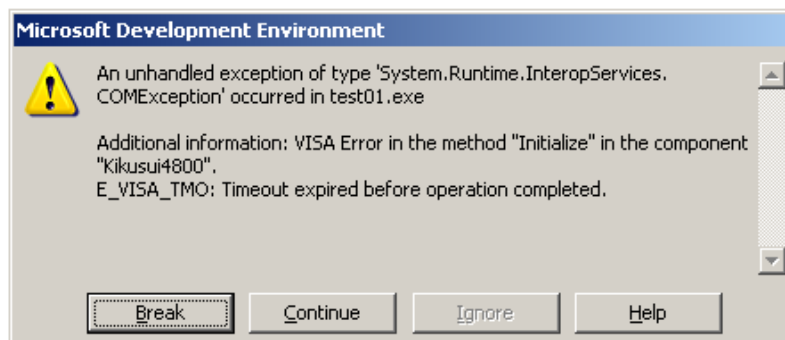 Microsoft Development Environment
An unhandled exception of type 'System.Runtime.InteropServices.
COMException' occurred in test01.exe
Additional information: VISA Error in the method "Initialize" in the component
"Kikusui4800".
E_VISA_TMO: Timeout expired before operation completed.
Break Continue Ignore Help